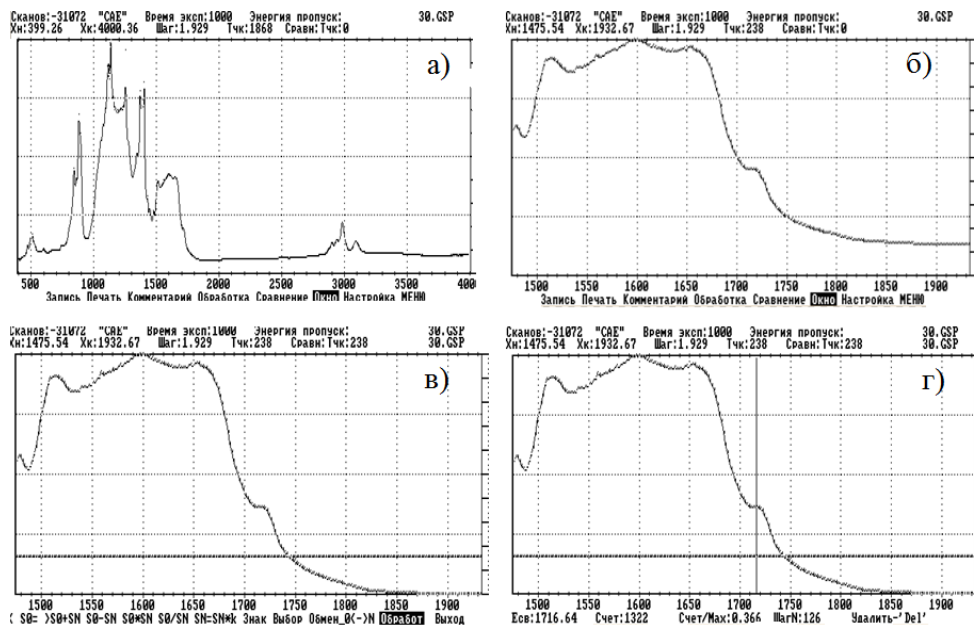 Сканов:-31072 "CAE" Время эксп:1000 Энергия пропуск: 30.GSP
Хн:399.26 Хк:4000.36 Шаг:1.929 Тчк:1868 Сравн:Тчк:0
а)
500 1000 1500 2000 2500 3000 3500 400
Запись Печать Комментарий Обработка Сравнение Окно Настройка МЕНЮ
Сканов:-31072 "CAE" Время эксп:1000 Энергия пропуск: 30.GSP
Хн:1475.54 Хк:1932.67 Шаг:1.929 Тчк:238 Сравн:Тчк:0
б)
1500 1550 1600 1650 1700 1750 1800 1850 1900
Запись Печать Комментарий Обработка Сравнение Окно Настройка МЕНЮ
Сканов:-31072 "CAE" Время эксп:1000 Энергия пропуск: 30.GSP
Хн:1475.54 Хк:1932.67 Шаг:1.929 Тчк:238 Сравн:Тчк:238 30.GSP
в)
1500 1550 1600 1650 1700 1750 1800 1850 1900
( S0= )S0+SN S0-SN S0*SN S0/SN SN=SN*k Знак Выбор Обмен_0(-)N Обработ Выход
Сканов:-31072 "CAE" Время эксп:1000 Энергия пропуск: 30.GSP
Хн:1475.54 Хк:1932.67 Шаг:1.929 Тчк:238 Сравн:Тчк:238 30.GSP
г)
1500 1550 1600 1650 1700 1750 1800 1850 1900
Есв:1716.64 Счет:1322 Счет/Max:0.366 ШагN:126 Удалить-'Del'